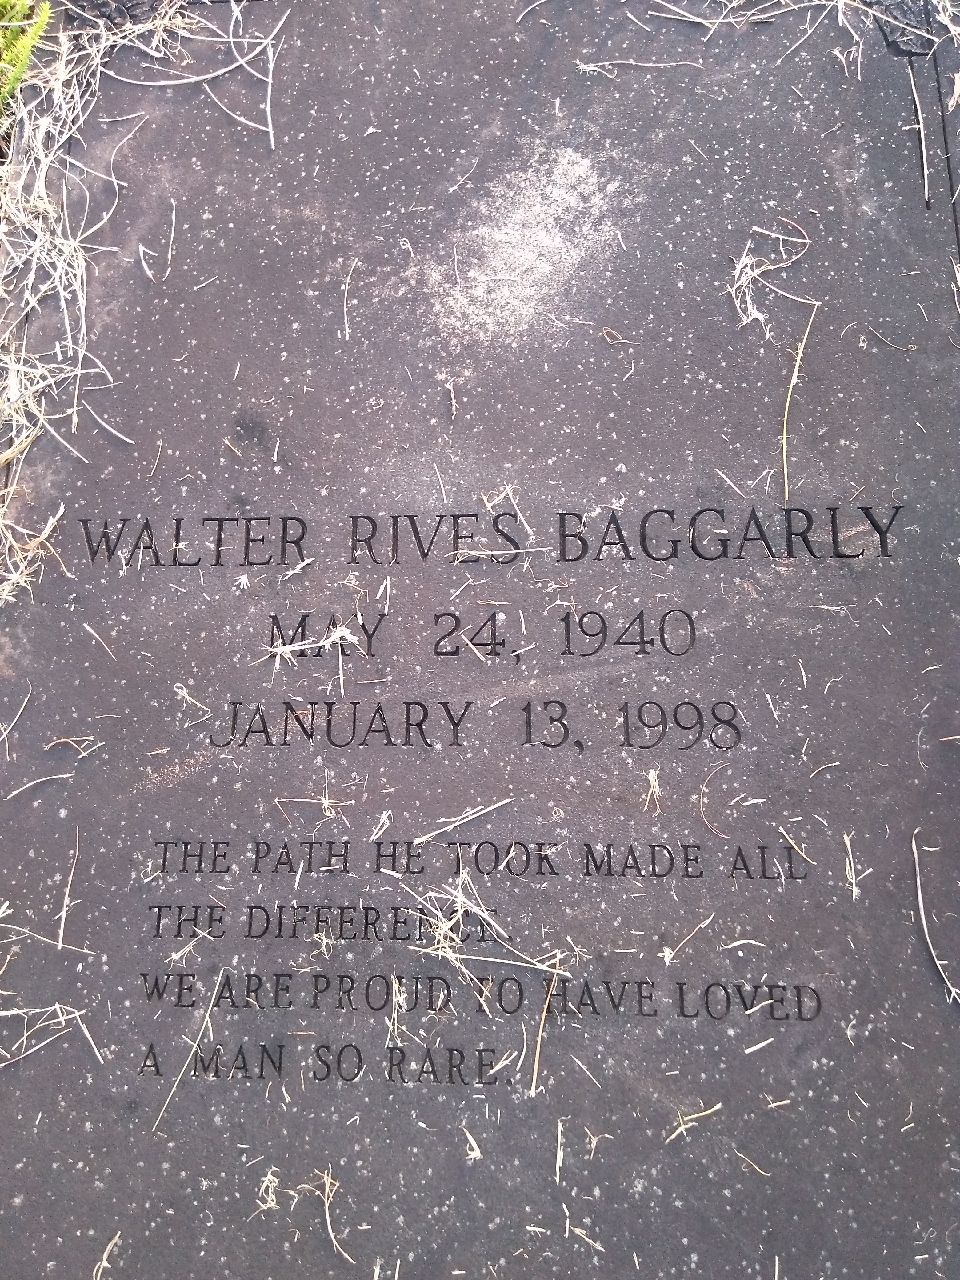 WALTER RIVES BAGGARLY
MAY 24, 1940
JANUARY 13, 1998
THE PATH HE TOOK MADE ALL
THE DIFFERENCE.
WE ARE PROUD TO HAVE LOVED
A MAN SO RARE.